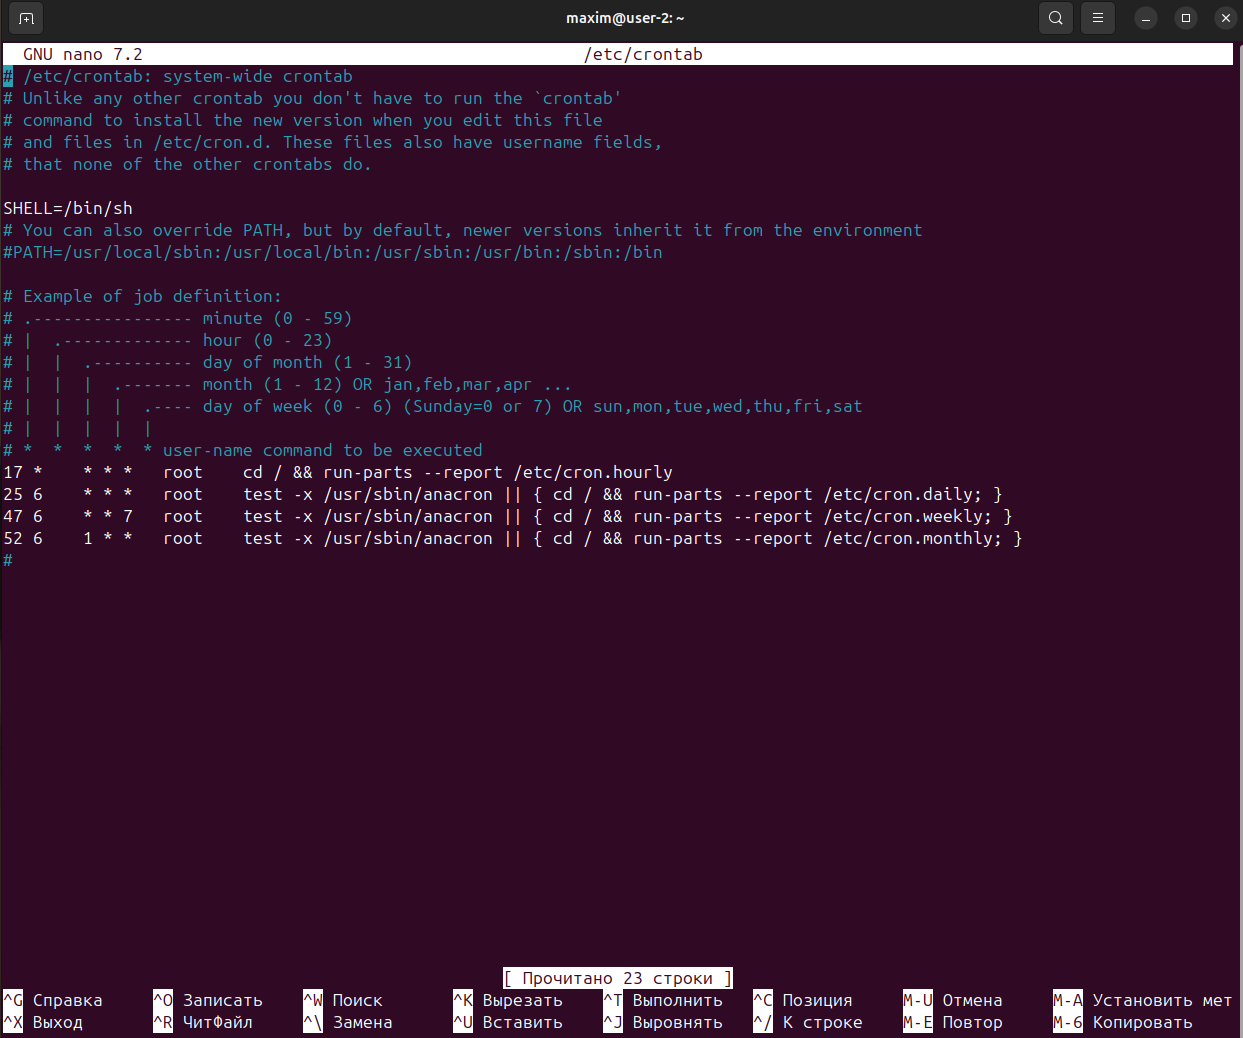 maxim@user-2: ~
GNU nano 7.2 /etc/crontab
# /etc/crontab: system-wide crontab
# Unlike any other crontab you don't have to run the `crontab'
# command to install the new version when you edit this file
# and files in /etc/cron.d. These files also have username fields,
# that none of the other crontabs do.

SHELL=/bin/sh
# You can also override PATH, but by default, newer versions inherit it from the environment
#PATH=/usr/local/sbin:/usr/local/bin:/usr/sbin:/usr/bin:/sbin:/bin

# Example of job definition:
# .---------------- minute (0 - 59)
# |  .------------- hour (0 - 23)
# |  |  .---------- day of month (1 - 31)
# |  |  |  .------- month (1 - 12) OR jan,feb,mar,apr ...
# |  |  |  |  .---- day of week (0 - 6) (Sunday=0 or 7) OR sun,mon,tue,wed,thu,fri,sat
# |  |  |  |  |
# *  *  *  *  * user-name command to be executed
17 *    * * *   root    cd / && run-parts --report /etc/cron.hourly
25 6    * * *   root    test -x /usr/sbin/anacron || { cd / && run-parts --report /etc/cron.daily; }
47 6    * * 7   root    test -x /usr/sbin/anacron || { cd / && run-parts --report /etc/cron.weekly; }
52 6    1 * *   root    test -x /usr/sbin/anacron || { cd / && run-parts --report /etc/cron.monthly; }
#
[ Прочитано 23 строки ]
^G Справка ^O Записать ^W Поиск ^K Вырезать ^T Выполнить ^C Позиция M-U Отмена M-A Установить мет
^X Выход ^R ЧитФайл ^\ Замена ^U Вставить ^J Выровнять ^/ К строке M-E Повтор M-6 Копировать